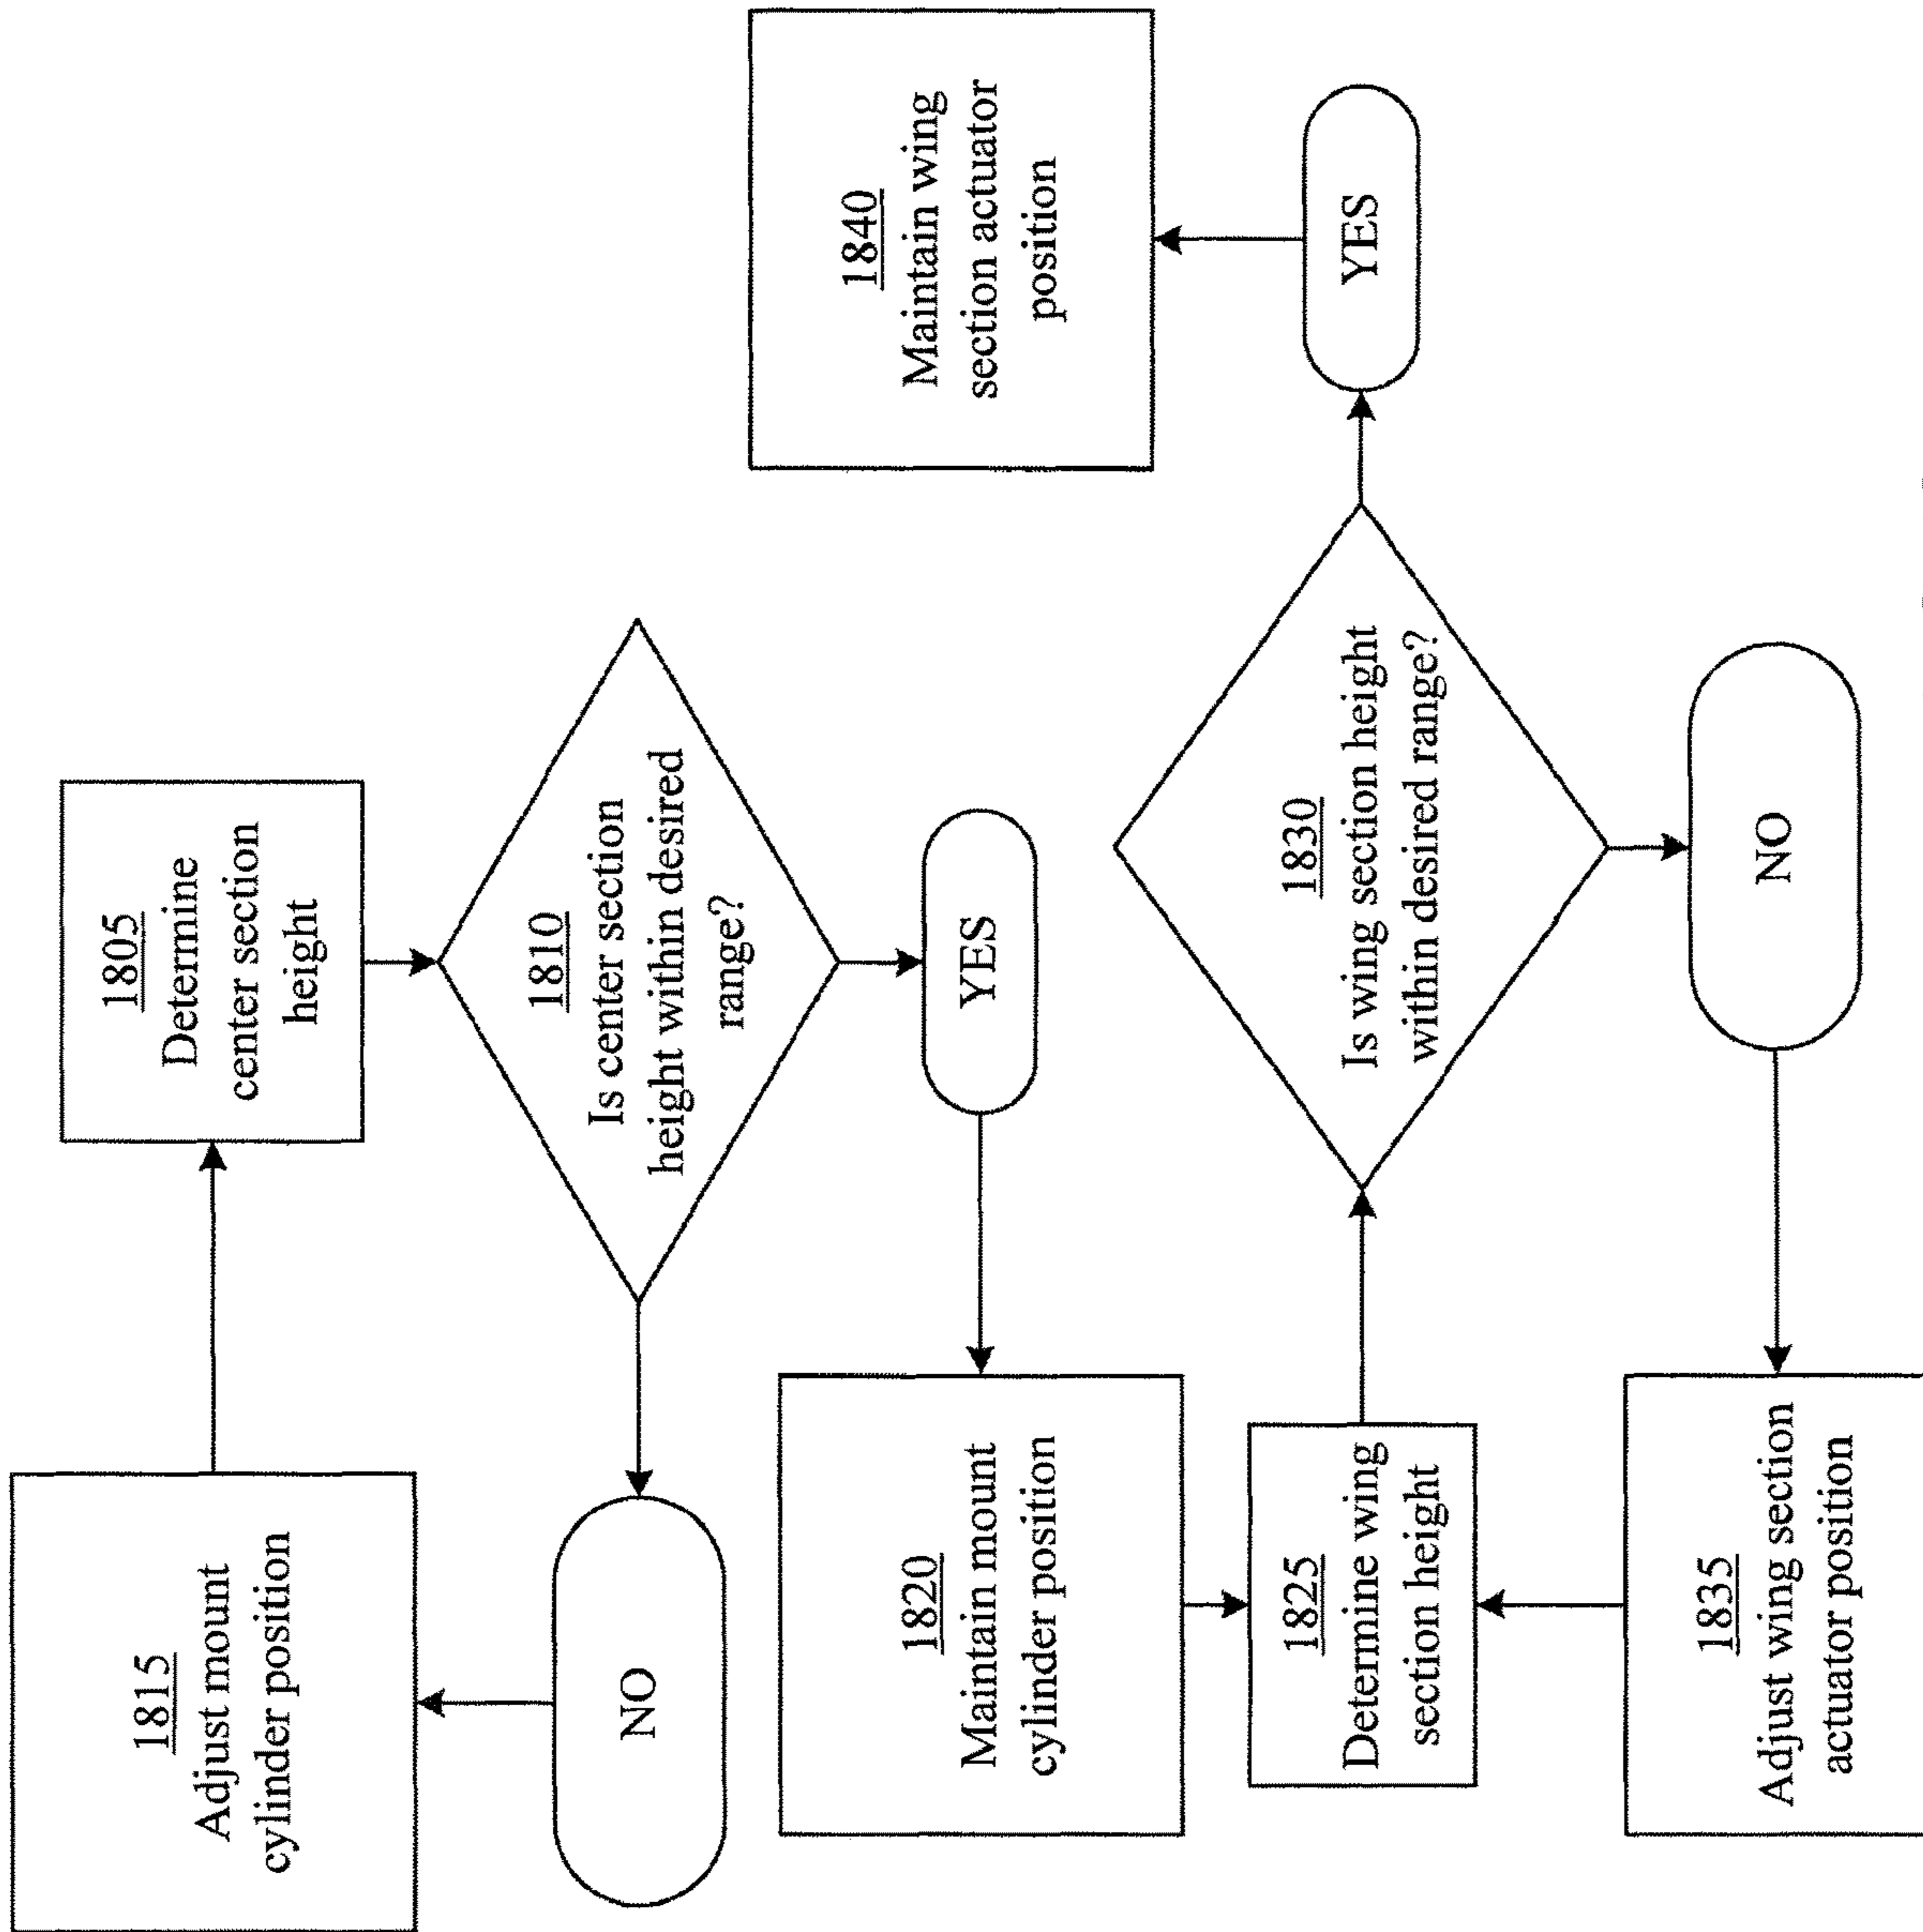 1815
Adjust mount
cylinder position
1805
Determine
center section
height
NO
1810
Is center section
height within desired
range?
YES
1820
Maintain mount
cylinder position
1825
Determine wing
section height
1830
Is wing section height
within desired range?
YES
1840
Maintain wing
section actuator
position
NO
1835
Adjust wing section
actuator position